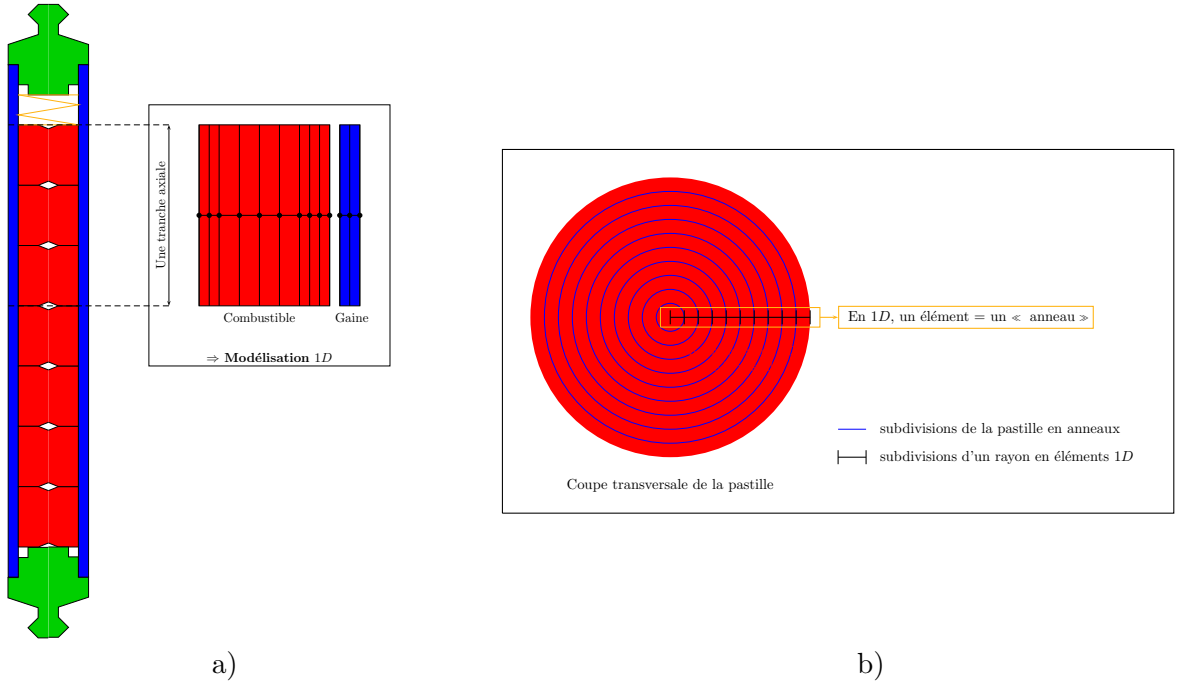 Une tranche axiale
Combustible
Gaine
⇒ Modélisation 1D
a)
En 1D, un élément = un ≪ anneau ≫
subdivisions de la pastille en anneaux
subdivisions d'un rayon en éléments 1D
Coupe transversale de la pastille
b)